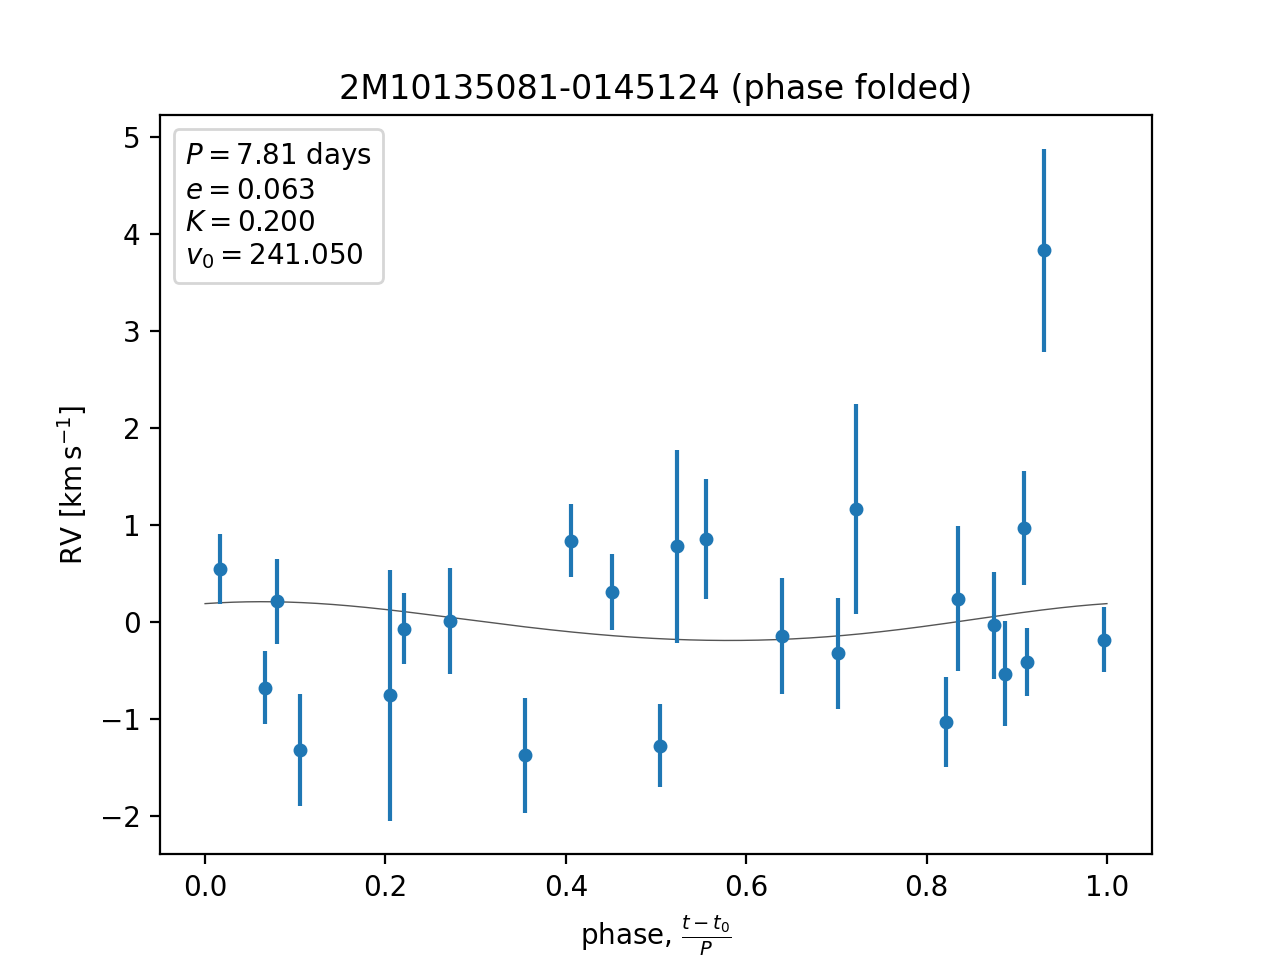 2M10135081-0145124 (phase folded)
P = 7.81 days
e = 0.063
K = 0.200
v₀ = 241.050
5
4
3
2
1
0
−1
−2
RV [km s⁻¹]
0.0 0.2 0.4 0.6 0.8 1.0
phase, (t − t₀)/P